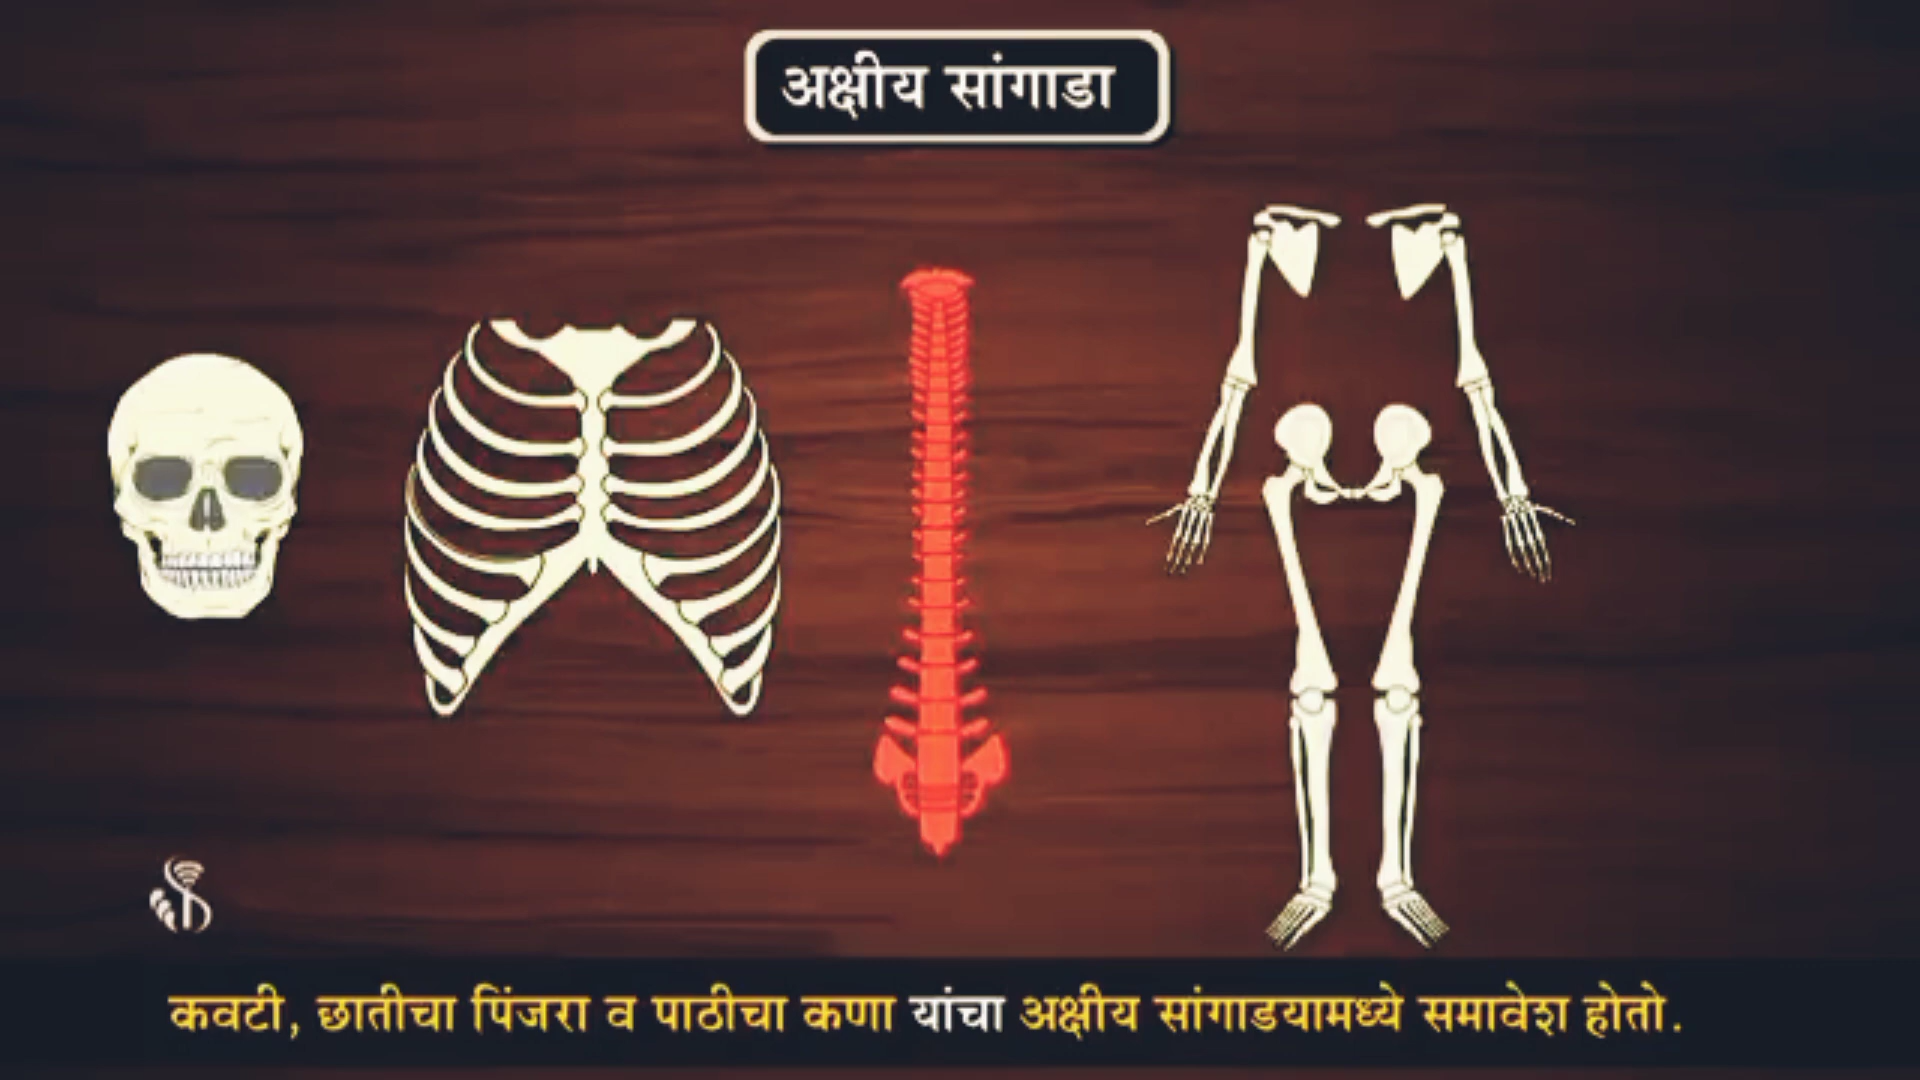 अक्षीय सांगाडा
कवटी, छातीचा पिंजरा व पाठीचा कणा यांचा अक्षीय सांगाडयामध्ये समावेश होतो.